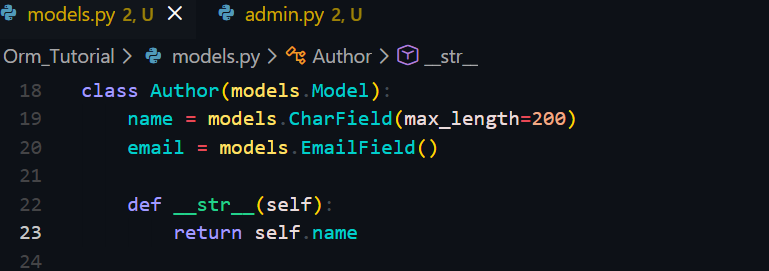 models.py 2, U
admin.py 2, U
Orm_Tutorial > models.py > Author > __str__
18 class Author(models.Model):
19 name = models.CharField(max_length=200)
20 email = models.EmailField()
21
22 def __str__(self):
23 return self.name
24